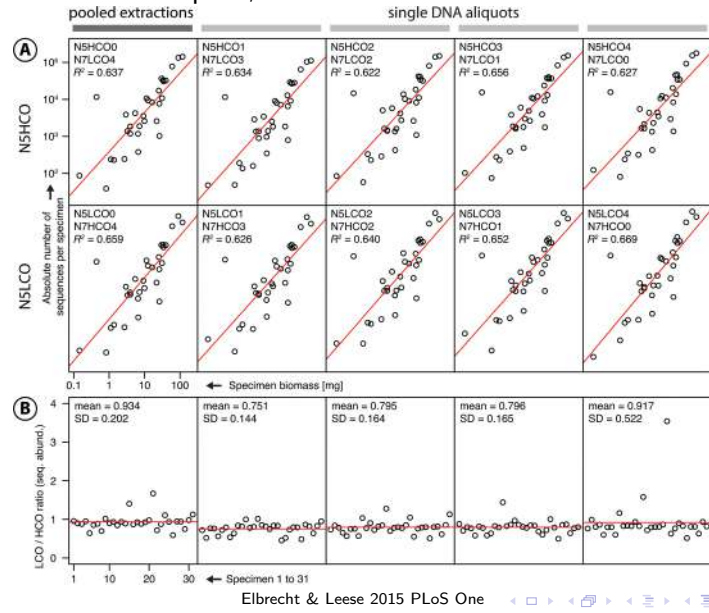 pooled extractions
single DNA aliquots
A
N5HCO
N5HCO0
N7LCO4
R² = 0.637
N5HCO1
N7LCO3
R² = 0.634
N5HCO2
N7LCO2
R² = 0.622
N5HCO3
N7LCO1
R² = 0.656
N5HCO4
N7LCO0
R² = 0.627
10⁵
10⁴
10³
10²
Absolute number of
sequences per specimen
N5LCO
N5LCO0
N7HCO4
R² = 0.659
N5LCO1
N7HCO3
R² = 0.626
N5LCO2
N7HCO2
R² = 0.640
N5LCO3
N7HCO1
R² = 0.652
N5LCO4
N7HCO0
R² = 0.669
0.1 1 10 100
Specimen biomass [mg]
B
LCO / HCO ratio (seq. abund.)
4
3
2
1
0
mean = 0.934
SD = 0.202
mean = 0.751
SD = 0.144
mean = 0.795
SD = 0.164
mean = 0.796
SD = 0.165
mean = 0.917
SD = 0.522
1 10 20 30
Specimen 1 to 31
Elbrecht & Leese 2015 PLoS One